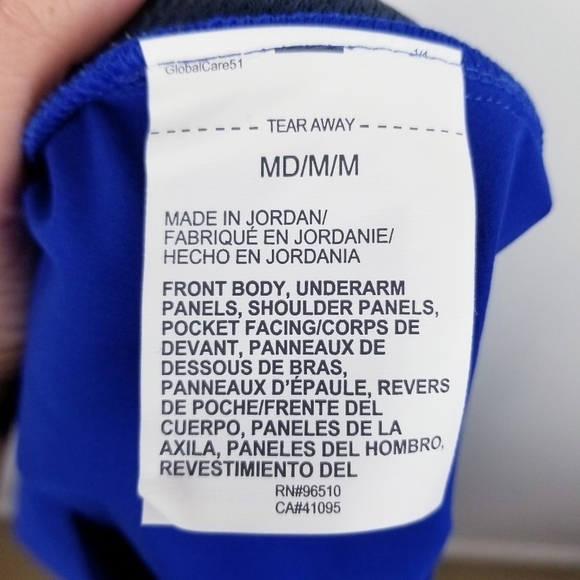 GlobalCare51 1/4
TEAR AWAY
MD/M/M
MADE IN JORDAN/
FABRIQUÉ EN JORDANIE/
HECHO EN JORDANIA
FRONT BODY, UNDERARM
PANELS, SHOULDER PANELS,
POCKET FACING/CORPS DE
DEVANT, PANNEAUX DE
DESSOUS DE BRAS,
PANNEAUX D'ÉPAULE, REVERS
DE POCHE/FRENTE DEL
CUERPO, PANELES DE LA
AXILA, PANELES DEL HOMBRO,
REVESTIMIENTO DEL
RN#96510
CA#41095